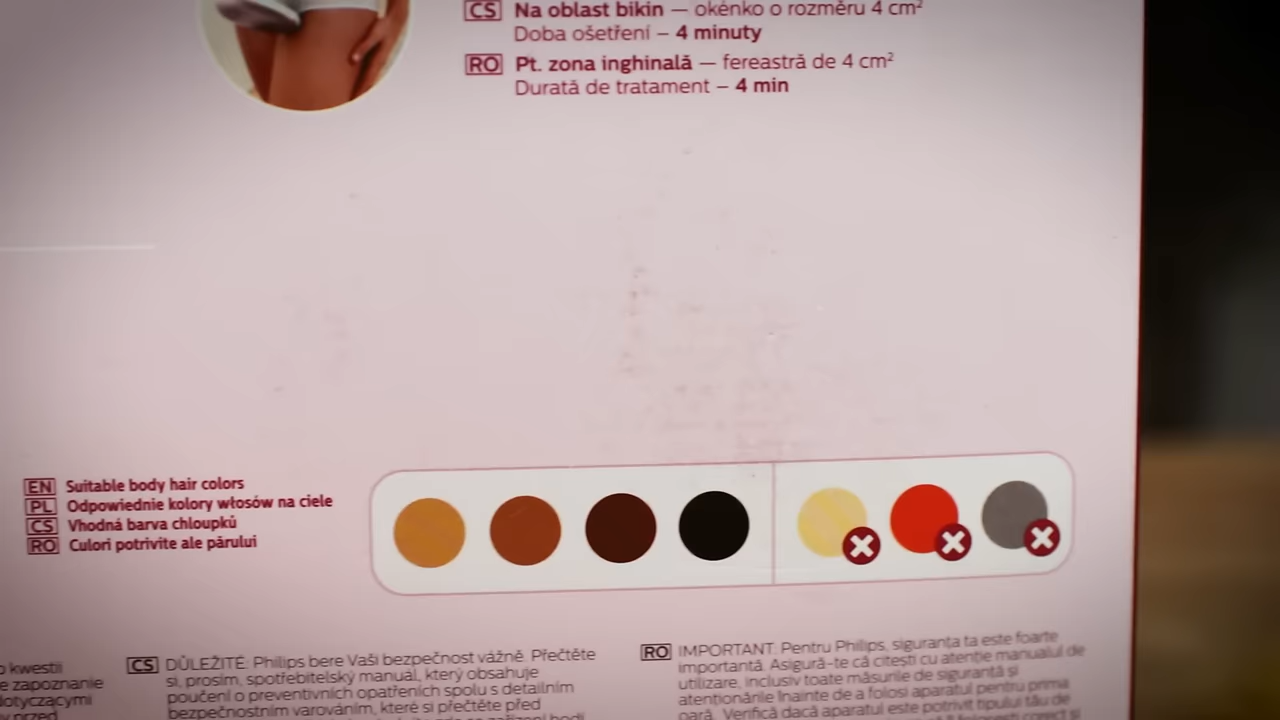 CS Na oblast bikin — okénko o rozměru 4 cm²
Doba ošetření – 4 minuty
RO Pt. zona inghinală — fereastră de 4 cm²
Durată de tratament – 4 min
EN Suitable body hair colors
PL Odpowiednie kolory włosów na ciele
CS Vhodná barva chloupků
RO Culori potrivite ale părului
kwestii
zapoznanie
dotyczącymi
przed
CS DŮLEŽITÉ: Philips bere Vaši bezpečnost vážně. Přečtěte
si, prosím, spotřebitelský manuál, který obsahuje
poučení o preventivních opatřeních spolu s detailním
bezpečnostním varováním, které si přečtěte před
RO IMPORTANT: Pentru Philips, siguranța ta este foarte
importantă. Asigură-te că citești cu atenție manualul de
utilizare, inclusiv toate măsurile de siguranță și
atenționările înainte de a folosi aparatul pentru prima
oară. Verifică dacă aparatul este potrivit tipului tău de